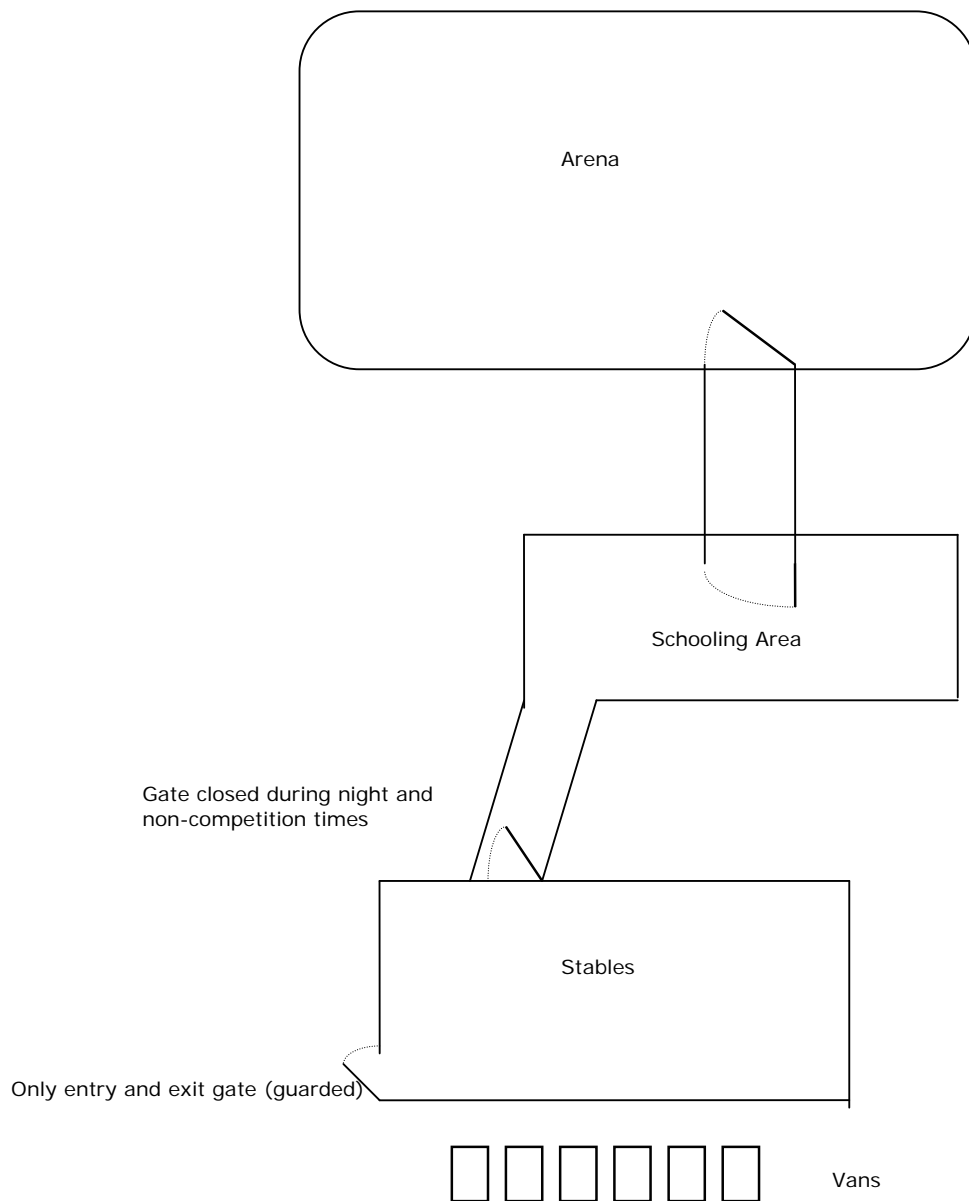 Arena
Schooling Area
Gate closed during night and
non-competition times
Stables
Only entry and exit gate (guarded)
Vans